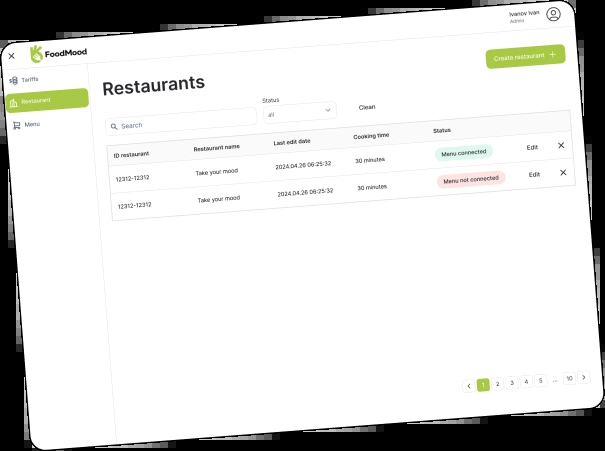 FoodMood
Ivanov Ivan
Admin
Tariffs
Restaurant
Menu
Restaurants
Create restaurant +
Search
Status
all
Clean
ID restaurant Restaurant name Last edit date Cooking time Status
12312-12312 Take your mood 2024.04.26 06:25:32 30 minutes Menu connected Edit
12312-12312 Take your mood 2024.04.26 06:25:32 30 minutes Menu not connected Edit
1 2 3 4 5 ... 10